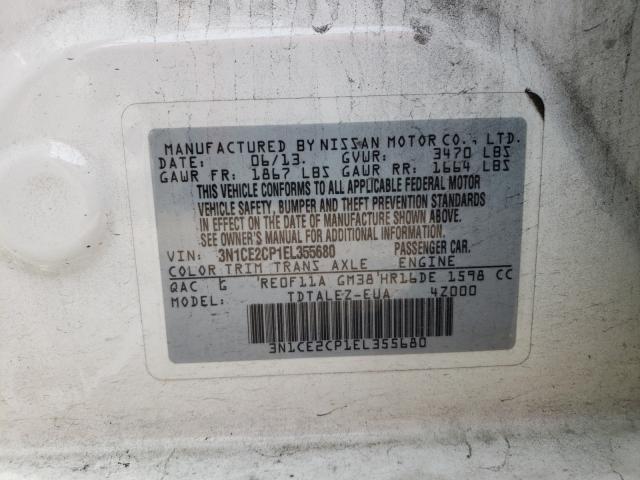 MANUFACTURED BY NISSAN MOTOR CO., LTD.
DATE: 06/13. GVWR: 3470 LBS
GAWR FR: 1867 LBS GAWR RR: 1664 LBS
THIS VEHICLE CONFORMS TO ALL APPLICABLE FEDERAL MOTOR
VEHICLE SAFETY, BUMPER AND THEFT PREVENTION STANDARDS
IN EFFECT ON THE DATE OF MANUFACTURE SHOWN ABOVE.
SEE OWNER'S MANUAL FOR ADDITIONAL INFORMATION.
VIN: 3N1CE2CP1EL355680 PASSENGER CAR.
COLOR TRIM TRANS AXLE ENGINE
QAC G RE0F11A GM38 HR16DE 1598 CC
MODEL: TDTALEZ-EUA 4Z000
3N1CE2CP1EL355680